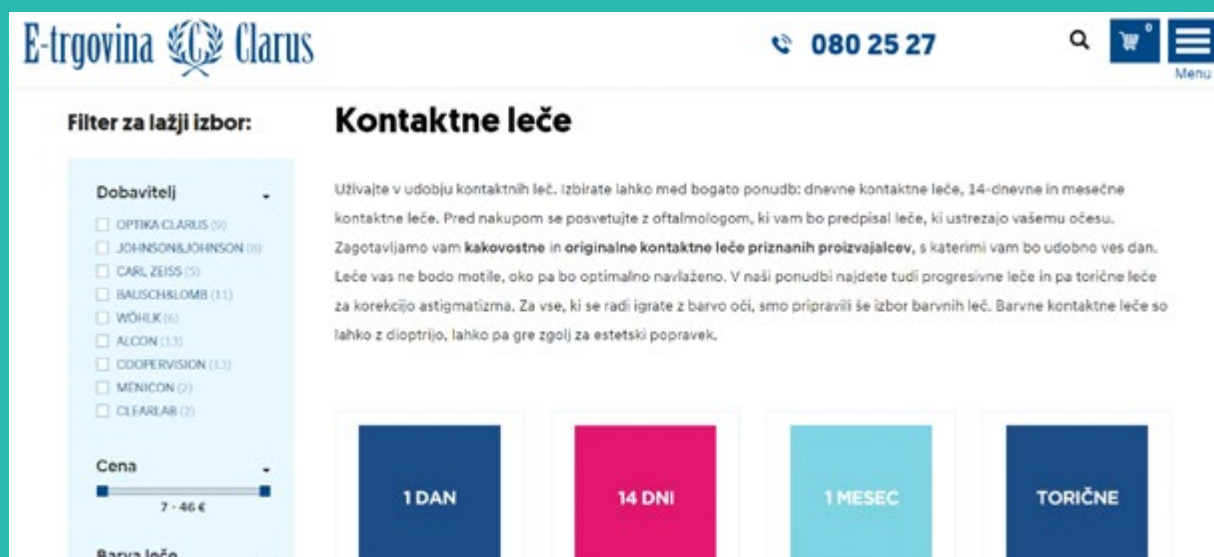 E-trgovina Clarus
080 25 27
0
Menu
Filter za lažji izbor:
Dobavitelj
OPTIKA CLARUS (9)
JOHNSON&JOHNSON (8)
CARL ZEISS (5)
BAUSCH&LOMB (11)
WÖHLK (6)
ALCON (13)
COOPERVISION (13)
MENICON (2)
CLEARLAB (2)
Cena
7 - 46 €
Barva leče
Kontaktne leče
Uživajte v udobju kontaktnih leč. Izbirate lahko med bogato ponudb: dnevne kontaktne leče, 14-dnevne in mesečne
kontaktne leče. Pred nakupom se posvetujte z oftalmologom, ki vam bo predpisal leče, ki ustrezajo vašemu očesu.
Zagotavljamo vam kakovostne in originalne kontaktne leče priznanih proizvajalcev, s katerimi vam bo udobno ves dan.
Leče vas ne bodo motile, oko pa bo optimalno navlaženo. V naši ponudbi najdete tudi progresivne leče in pa torične leče
za korekcijo astigmatizma. Za vse, ki se radi igrate z barvo oči, smo pripravili še izbor barvnih leč. Barvne kontaktne leče so
lahko z dioptrijo, lahko pa gre zgolj za estetski popravek.
1 DAN
14 DNI
1 MESEC
TORIČNE